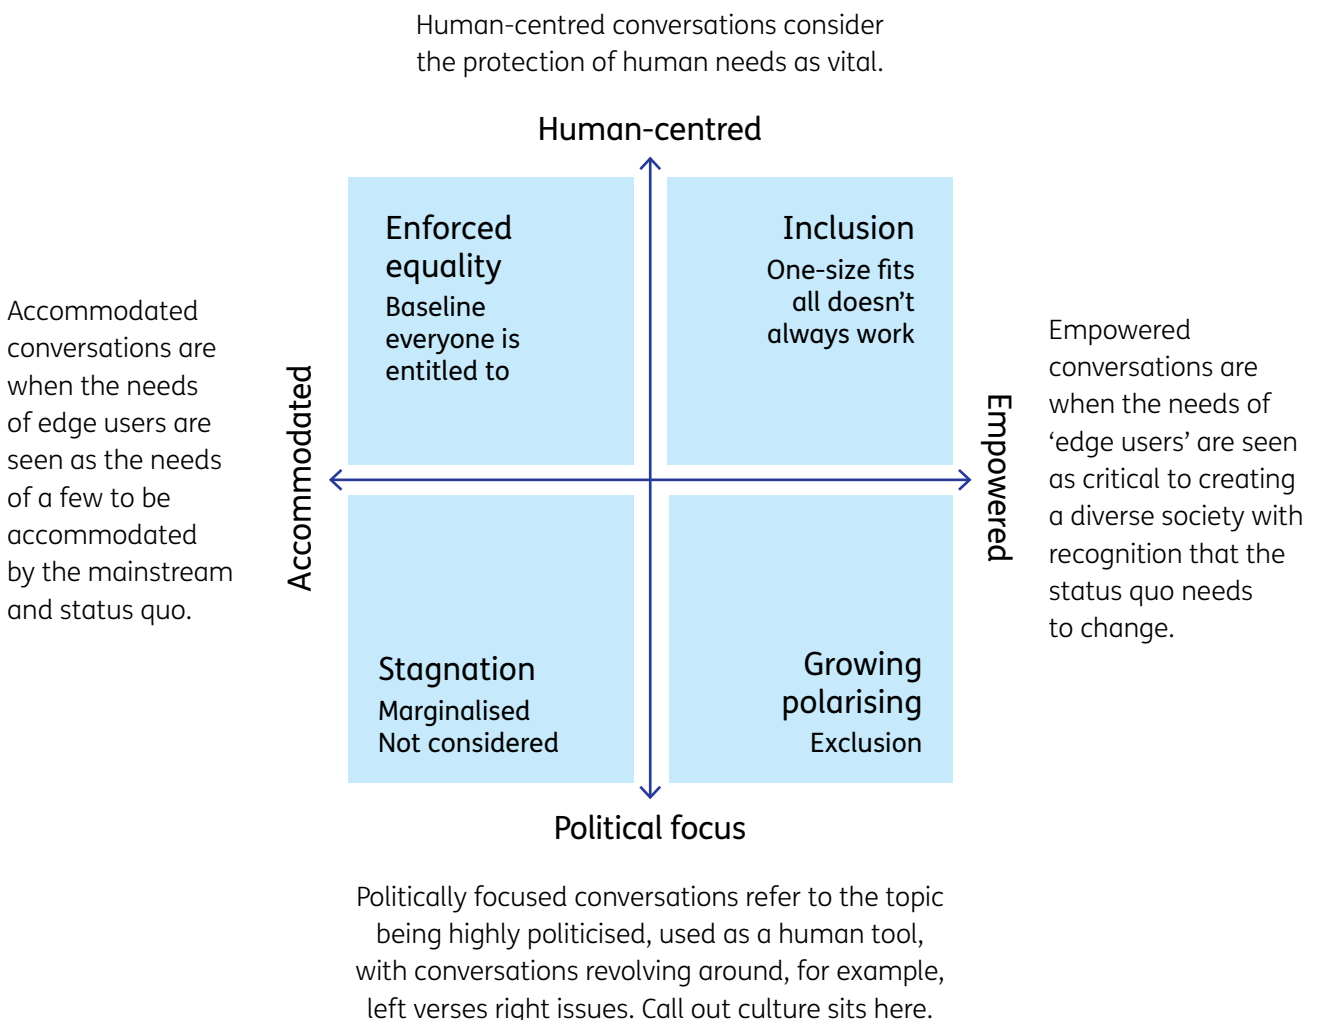 Human-centred conversations consider
the protection of human needs as vital.
Human-centred
Enforced
equality
Baseline
everyone is
entitled to
Inclusion
One-size fits
all doesn't
always work
Accommodated
conversations are
when the needs
of edge users are
seen as the needs
of a few to be
accommodated
by the mainstream
and status quo.
Accommodated
Empowered
Empowered
conversations are
when the needs of
‘edge users’ are seen
as critical to creating
a diverse society with
recognition that the
status quo needs
to change.
Stagnation
Marginalised
Not considered
Growing
polarising
Exclusion
Political focus
Politically focused conversations refer to the topic
being highly politicised, used as a human tool,
with conversations revolving around, for example,
left verses right issues. Call out culture sits here.